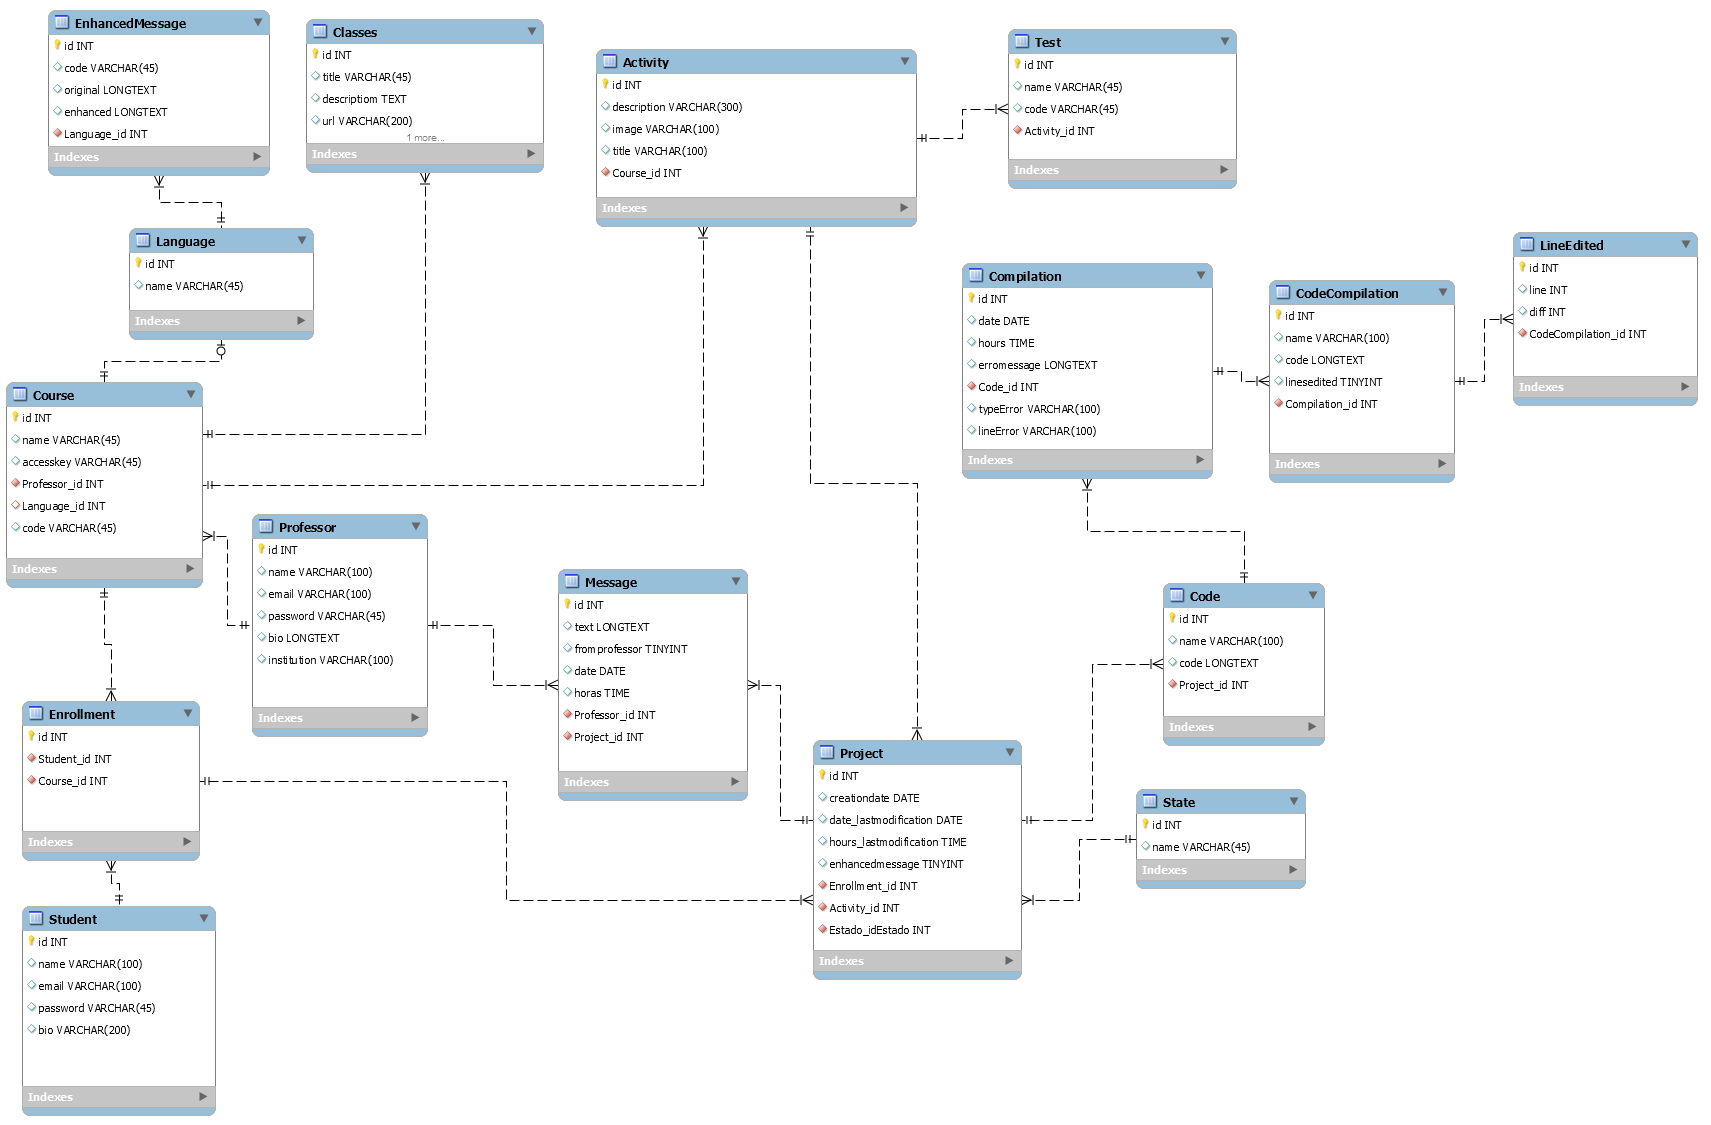 EnhancedMessage
id INT
code VARCHAR(45)
original LONGTEXT
enhanced LONGTEXT
Language_id INT
Indexes
Classes
id INT
title VARCHAR(45)
descriptiom TEXT
url VARCHAR(200)
1 more...
Indexes
Activity
id INT
description VARCHAR(300)
image VARCHAR(100)
title VARCHAR(100)
Course_id INT
Indexes
Test
id INT
name VARCHAR(45)
code VARCHAR(45)
Activity_id INT
Indexes
Language
id INT
name VARCHAR(45)
Indexes
Compilation
id INT
date DATE
hours TIME
erromessage LONGTEXT
Code_id INT
typeError VARCHAR(100)
lineError VARCHAR(100)
Indexes
CodeCompilation
id INT
name VARCHAR(100)
code LONGTEXT
linesedited TINYINT
Compilation_id INT
Indexes
LineEdited
id INT
line INT
diff INT
CodeCompilation_id INT
Indexes
Course
id INT
name VARCHAR(45)
accesskey VARCHAR(45)
Professor_id INT
Language_id INT
code VARCHAR(45)
Indexes
Professor
id INT
name VARCHAR(100)
email VARCHAR(100)
password VARCHAR(45)
bio LONGTEXT
institution VARCHAR(100)
Indexes
Message
id INT
text LONGTEXT
fromprofessor TINYINT
date DATE
horas TIME
Professor_id INT
Project_id INT
Indexes
Code
id INT
name VARCHAR(100)
code LONGTEXT
Project_id INT
Indexes
Enrollment
id INT
Student_id INT
Course_id INT
Indexes
Project
id INT
creationdate DATE
date_lastmodification DATE
hours_lastmodification TIME
enhancedmessage TINYINT
Enrollment_id INT
Activity_id INT
Estado_idEstado INT
Indexes
State
id INT
name VARCHAR(45)
Indexes
Student
id INT
name VARCHAR(100)
email VARCHAR(100)
password VARCHAR(45)
bio VARCHAR(200)
Indexes